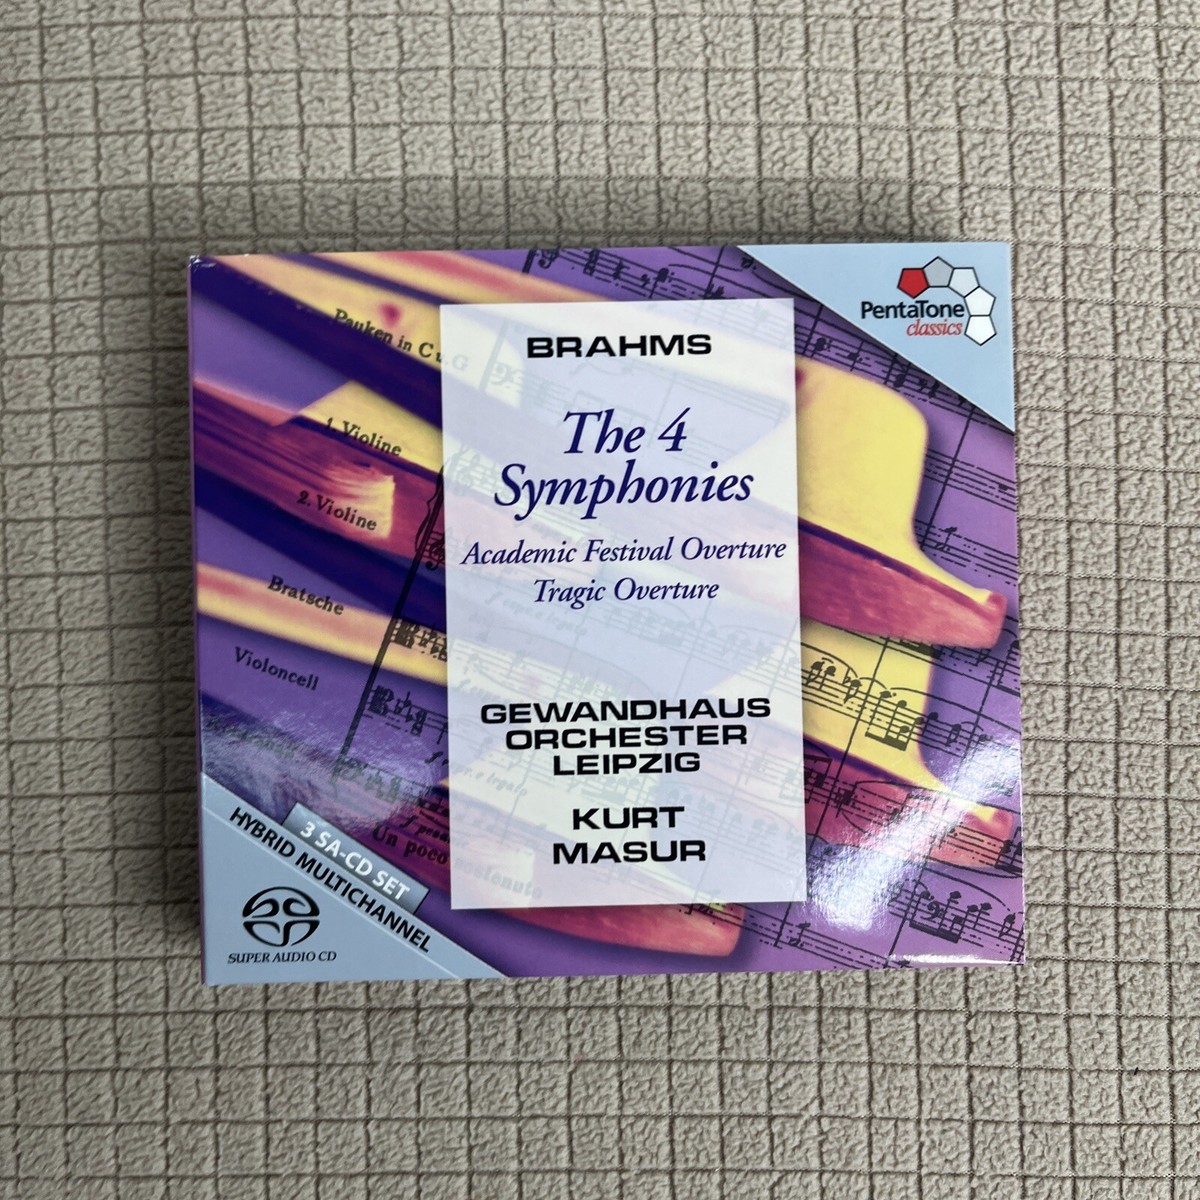 PentaTone
classics
BRAHMS
The 4
Symphonies
Academic Festival Overture
Tragic Overture
GEWANDHAUS
ORCHESTER
LEIPZIG
KURT
MASUR
Pauken in C u. G
1. Violine
2. Violine
Bratsche
Violoncell
Un poco sostenuto
3 SA-CD SET
HYBRID MULTICHANNEL
SUPER AUDIO CD